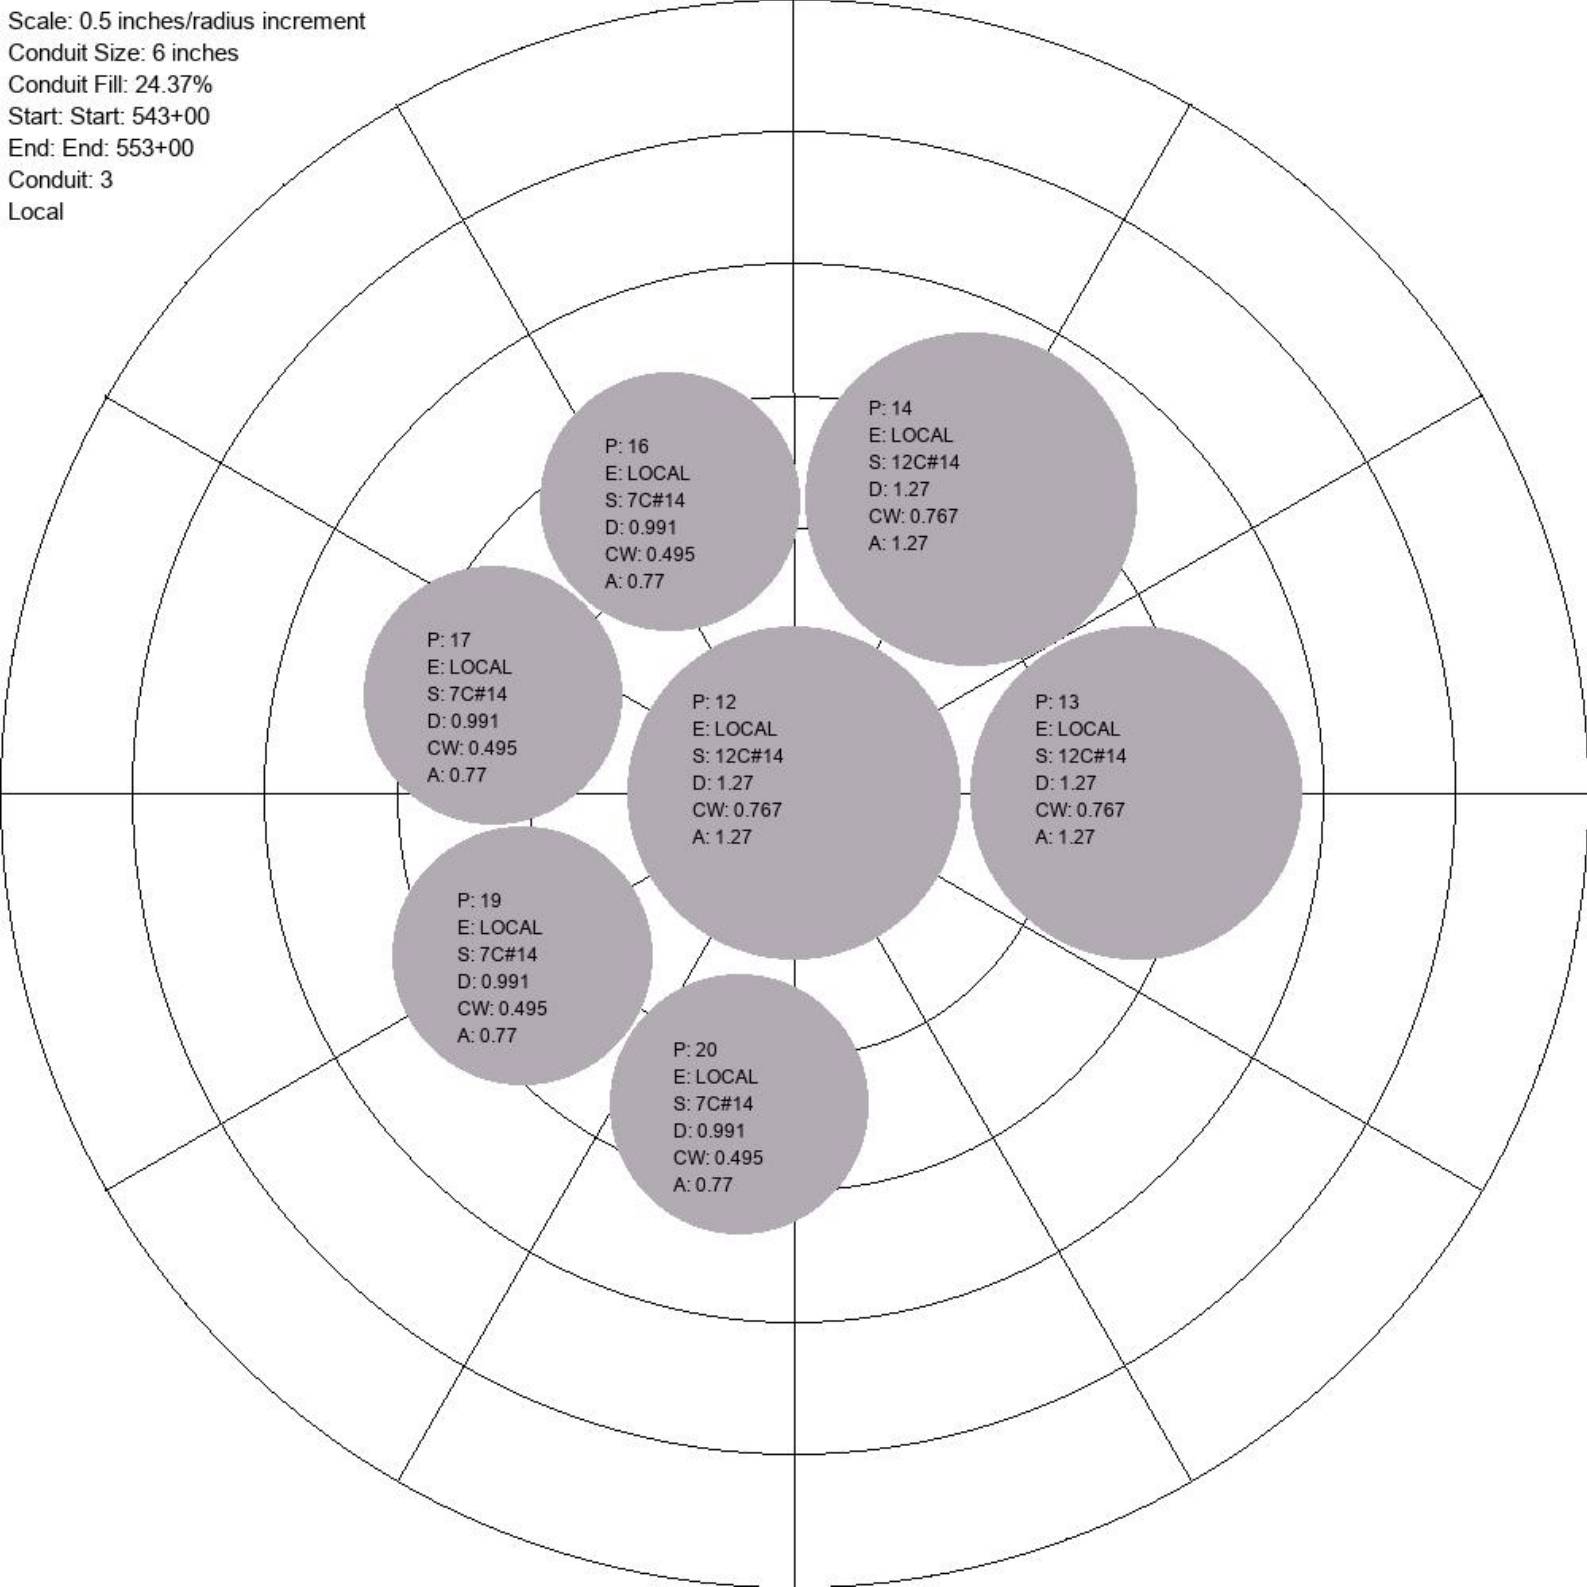 Scale: 0.5 inches/radius increment
Conduit Size: 6 inches
Conduit Fill: 24.37%
Start: Start: 543+00
End: End: 553+00
Conduit: 3
Local
P: 14
E: LOCAL
S: 12C#14
D: 1.27
CW: 0.767
A: 1.27
P: 16
E: LOCAL
S: 7C#14
D: 0.991
CW: 0.495
A: 0.77
P: 17
E: LOCAL
S: 7C#14
D: 0.991
CW: 0.495
A: 0.77
P: 12
E: LOCAL
S: 12C#14
D: 1.27
CW: 0.767
A: 1.27
P: 13
E: LOCAL
S: 12C#14
D: 1.27
CW: 0.767
A: 1.27
P: 19
E: LOCAL
S: 7C#14
D: 0.991
CW: 0.495
A: 0.77
P: 20
E: LOCAL
S: 7C#14
D: 0.991
CW: 0.495
A: 0.77